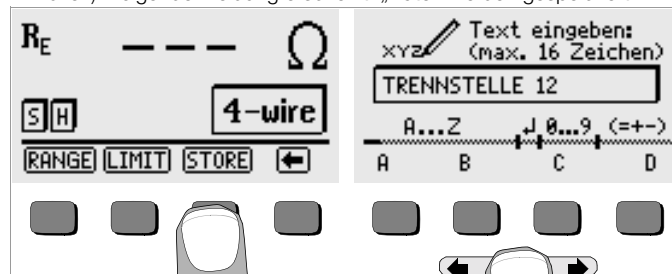 R_E – – – Ω
S H 4-wire
RANGE LIMIT STORE
XYZ Text eingeben:
(max. 16 Zeichen)
TRENNSTELLE 12
A...Z ↲ 0...9 (=+–)
A B C D